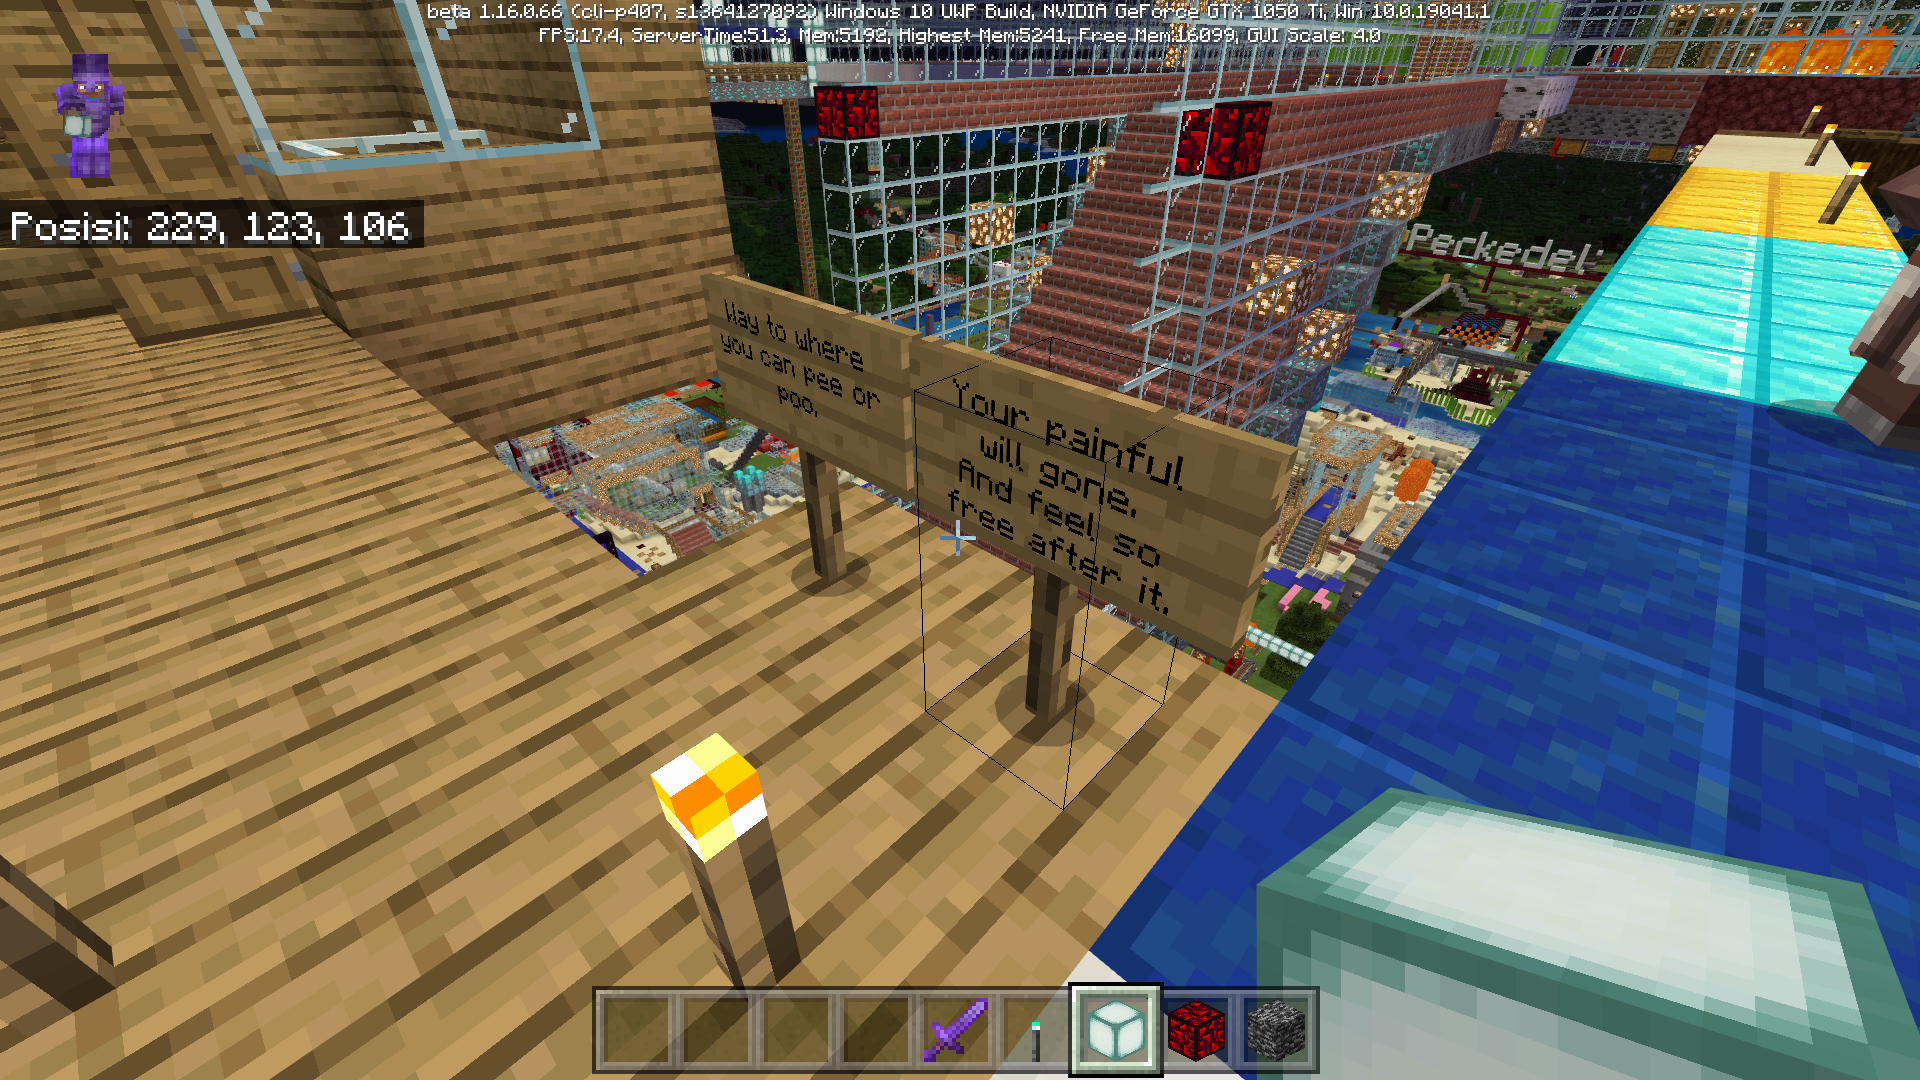 beta 1.16.0.66 (cli-p407, s1364127092) Windows 10 UWP Build, NVIDIA GeForce GTX 1050 Ti, Win 10.0.19041.1
FPS:17.4, ServerTime:51.3, Mem:5192, Highest Mem:5241, Free Mem:16099, GUI Scale: 4.0
Posisi: 229, 123, 106
Peckedel
Way to where
you can pee or
poo.
Your painful
will gone.
And feel so
free after it.